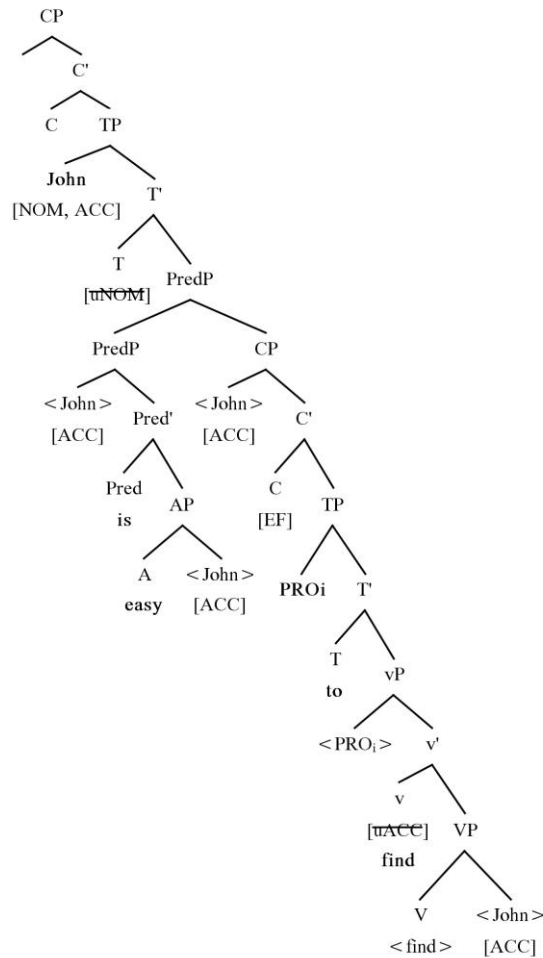 CP
C'
C TP
John T'
[NOM, ACC]
T PredP
[uNOM]
PredP CP
<John> Pred' <John> C'
[ACC] [ACC]
Pred AP C TP
is [EF]
A <John> PROi T'
easy [ACC]
T vP
to
<PROi> v'
v VP
[uACC]
find
V <John>
<find> [ACC]